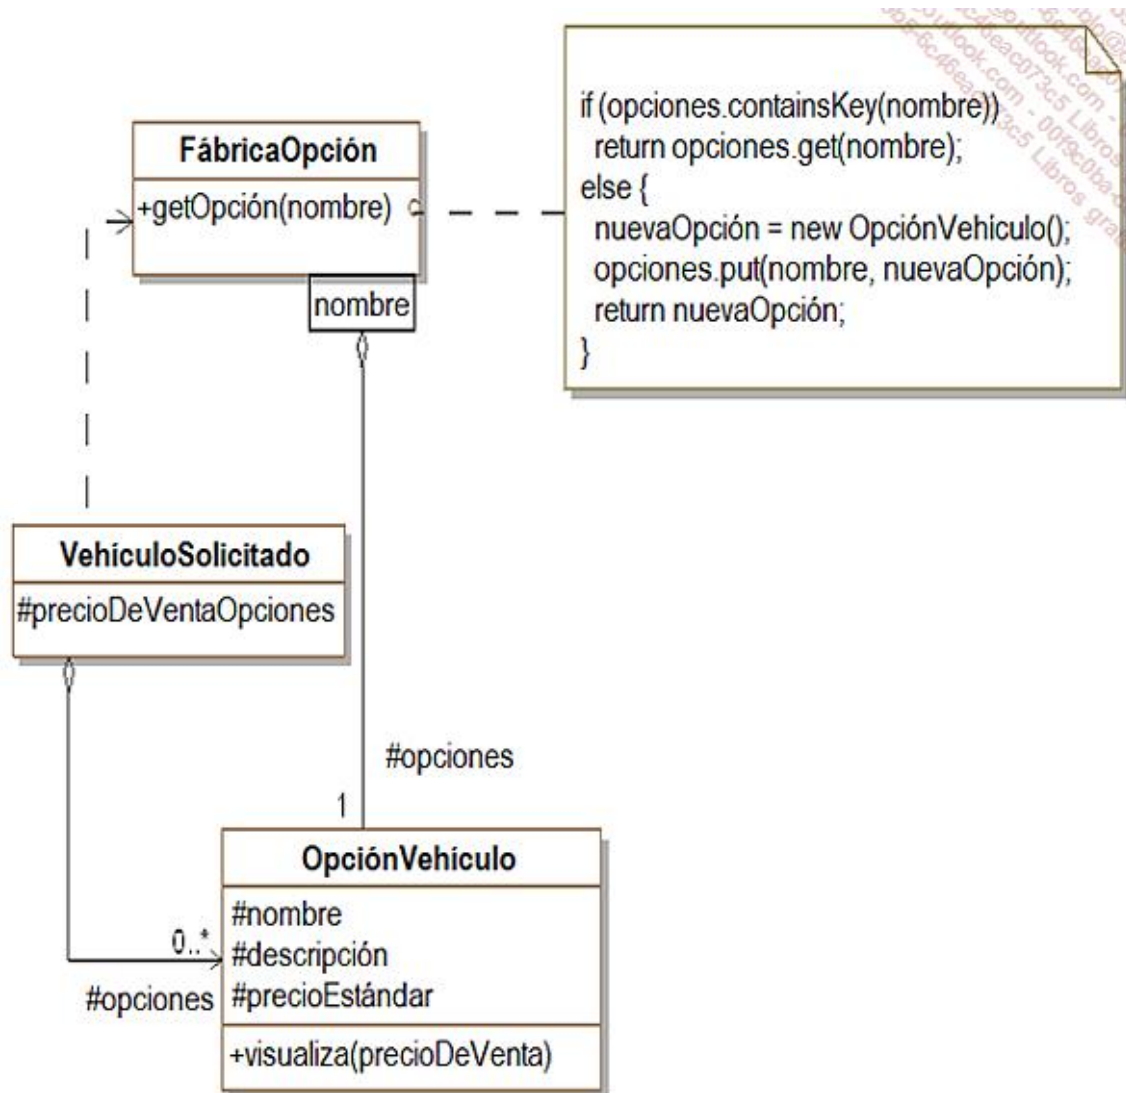 FábricaOpción
+getOpción(nombre)
nombre
if (opciones.containsKey(nombre))
return opciones.get(nombre);
else {
nuevaOpción = new OpciónVehículo();
opciones.put(nombre, nuevaOpción);
return nuevaOpción;
}
VehículoSolicitado
#precioDeVentaOpciones
#opciones
1
OpciónVehículo
#nombre
#descripción
#precioEstándar
+visualiza(precioDeVenta)
0..*
#opciones